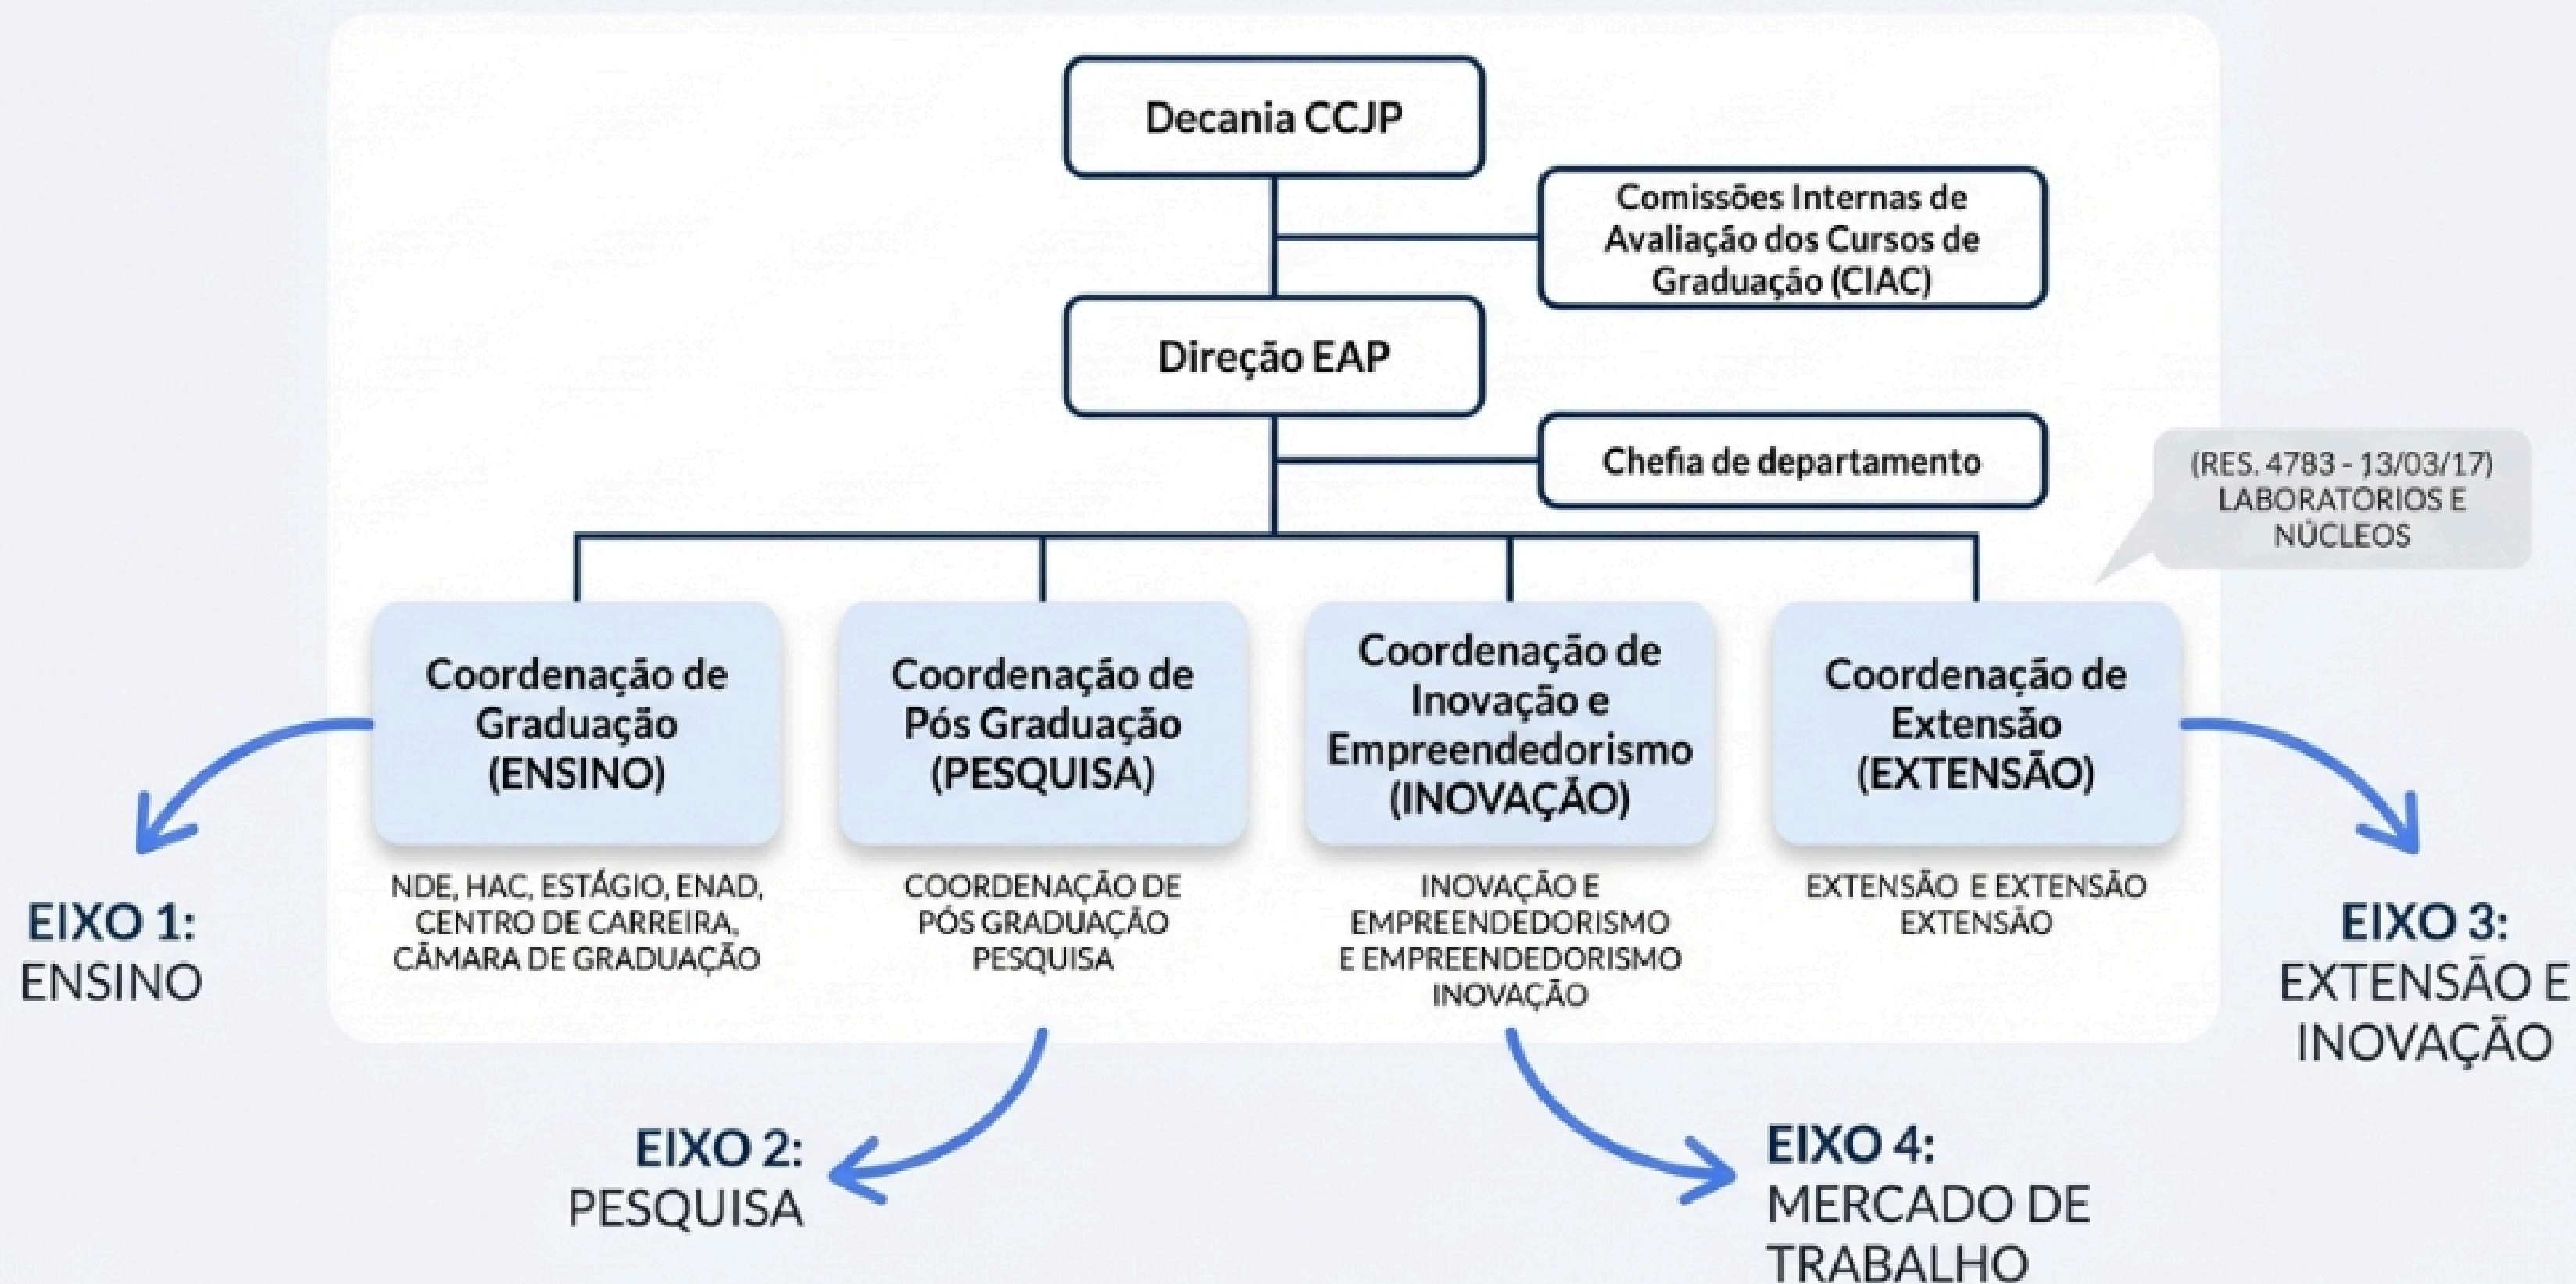 Decania CCJP
Comissões Internas de
Avaliação dos Cursos de
Graduação (CIAC)
Direção EAP
Chefia de departamento
(RES. 4783 - 13/03/17)
LABORATÓRIOS E
NÚCLEOS
Coordenação de
Graduação
(ENSINO)
Coordenação de
Pós Graduação
(PESQUISA)
Coordenação de
Inovação e
Empreendedorismo
(INOVAÇÃO)
Coordenação de
Extensão
(EXTENSÃO)
NDE, HAC, ESTÁGIO, ENAD,
CENTRO DE CARREIRA,
CÂMARA DE GRADUAÇÃO
COORDENAÇÃO DE
PÓS GRADUAÇÃO
PESQUISA
INOVAÇÃO E
EMPREENDEDORISMO
E EMPREENDEDORISMO
INOVAÇÃO
EXTENSÃO E EXTENSÃO
EXTENSÃO
EIXO 1:
ENSINO
EIXO 2:
PESQUISA
EIXO 4:
MERCADO DE
TRABALHO
EIXO 3:
EXTENSÃO E
INOVAÇÃO